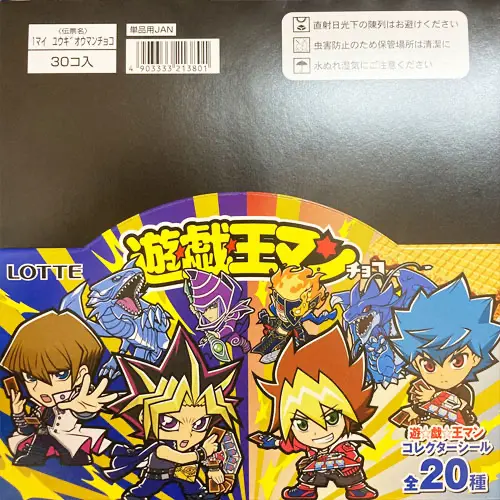 〈伝票名〉
1マイ ユウギオウマンチョコ
30コ入
単品用JAN
4 903333 213801
直射日光下の陳列はお避けください
虫害防止のため保管場所は清潔に
水ぬれ湿気にご注意ください
LOTTE
遊☆戯☆王マン
チョコ
遊☆戯☆王マン
コレクターシール
全20種